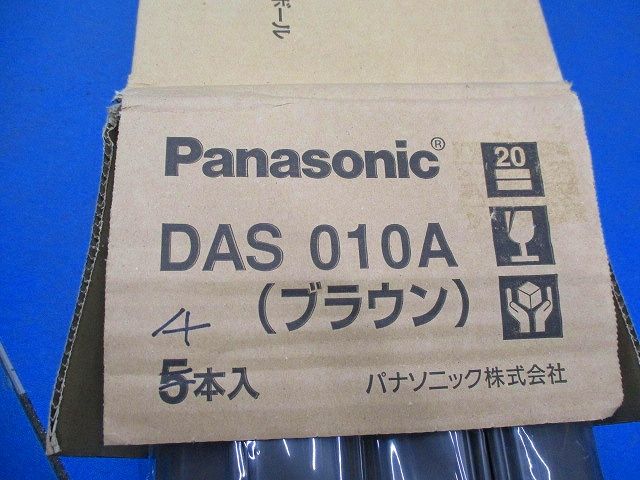 ボール
Panasonic®
20
DAS 010A
(ブラウン)
4
5本入
パナソニック株式会社